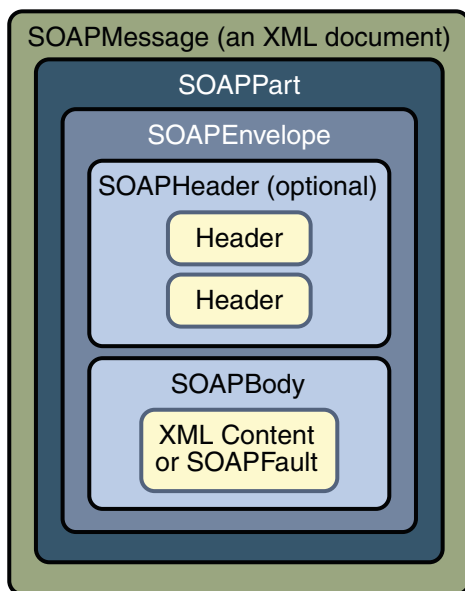 SOAPMessage (an XML document)
SOAPPart
SOAPEnvelope
SOAPHeader (optional)
Header
Header
SOAPBody
XML Content
or SOAPFault